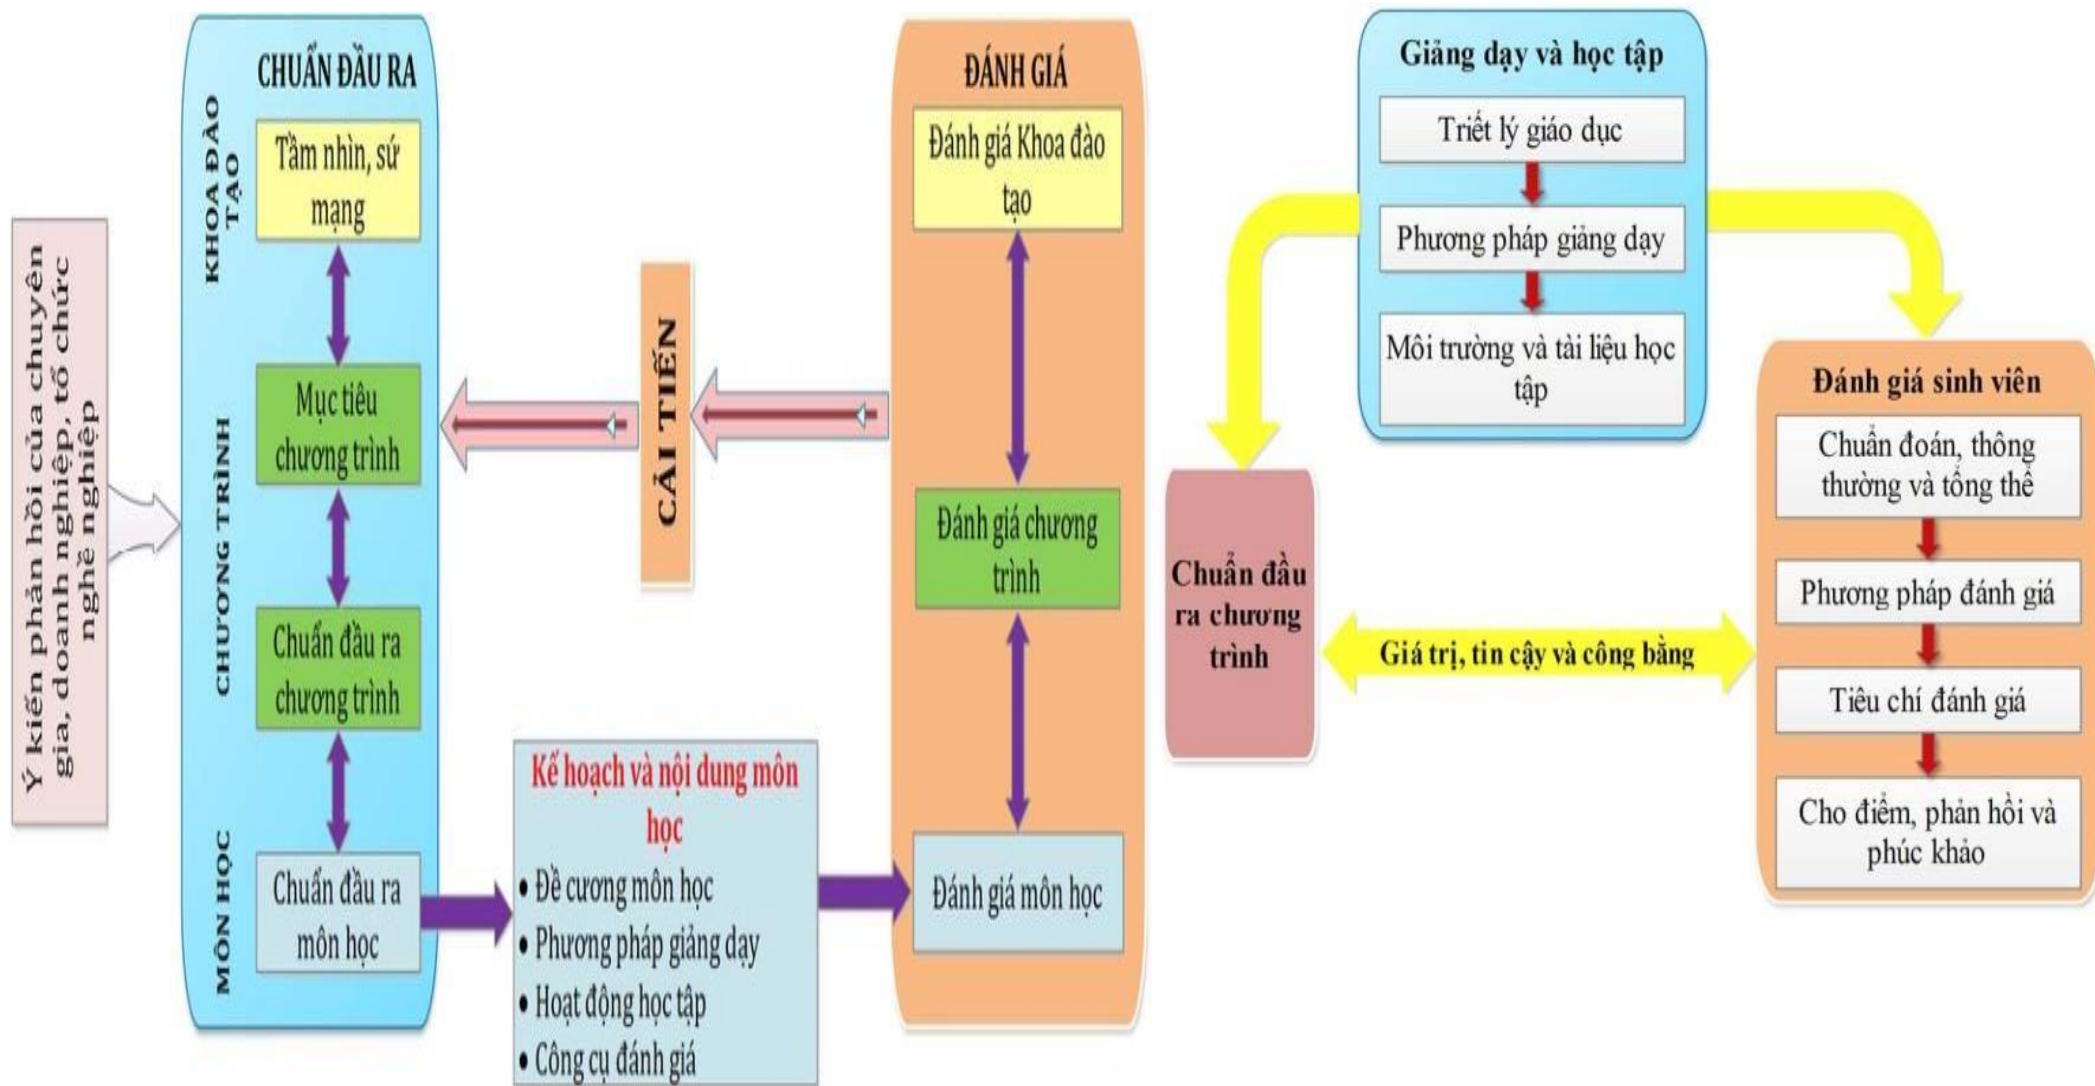 Ý kiến phản hồi của chuyên
gia, doanh nghiệp, tổ chức
nghề nghiệp
KHOA ĐÀO
TẠO
CHƯƠNG TRÌNH
MÔN HỌC
CHUẨN ĐẦU RA
Tầm nhìn, sứ
mạng
Mục tiêu
chương trình
Chuẩn đầu ra
chương trình
Chuẩn đầu ra
môn học
Kế hoạch và nội dung môn
học
• Đề cương môn học
• Phương pháp giảng dạy
• Hoạt động học tập
• Công cụ đánh giá
CẢI TIẾN
ĐÁNH GIÁ
Đánh giá Khoa đào
tạo
Đánh giá chương
trình
Đánh giá môn học
Giảng dạy và học tập
Triết lý giáo dục
Phương pháp giảng dạy
Môi trường và tài liệu học
tập
Chuẩn đầu
ra chương
trình
Giá trị, tin cậy và công bằng
Đánh giá sinh viên
Chuẩn đoán, thông
thường và tổng thể
Phương pháp đánh giá
Tiêu chí đánh giá
Cho điểm, phản hồi và
phúc khảo